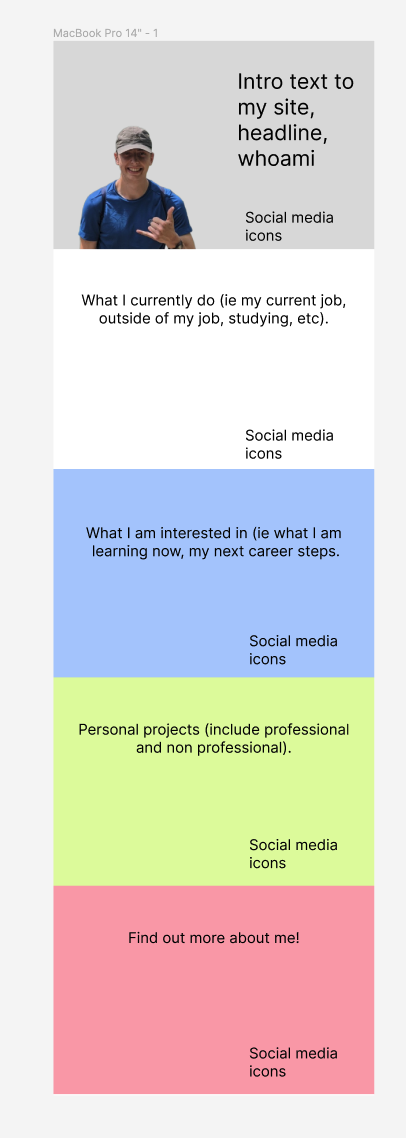 MacBook Pro 14" - 1
Intro text to
my site,
headline,
whoami
Social media
icons
What I currently do (ie my current job,
outside of my job, studying, etc).
Social media
icons
What I am interested in (ie what I am
learning now, my next career steps.
Social media
icons
Personal projects (include professional
and non professional).
Social media
icons
Find out more about me!
Social media
icons